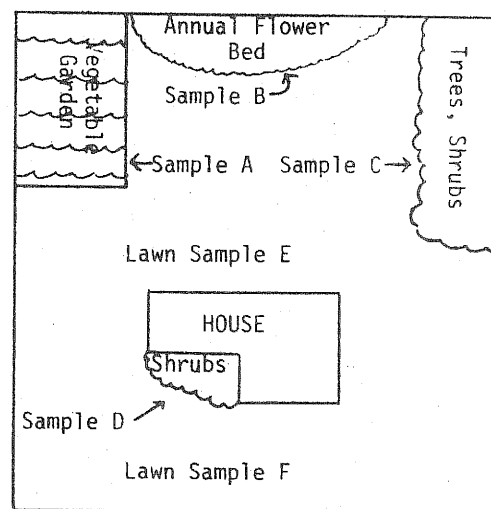 Annual Flower
Bed
Vegetable
Garden
Trees, Shrubs
Sample B
Sample A
Sample C
Lawn Sample E
HOUSE
Shrubs
Sample D
Lawn Sample F